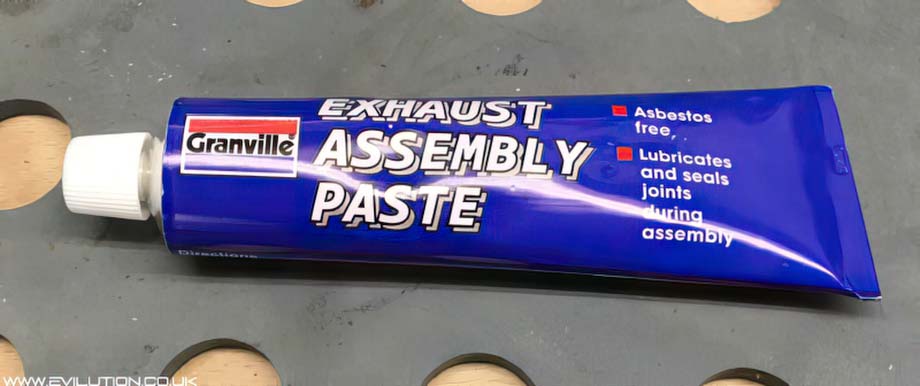 Granville
EXHAUST
ASSEMBLY
PASTE
Asbestos
free
Lubricates
and seals
joints
during
assembly
Directions
WWW.EVILUTION.CO.UK